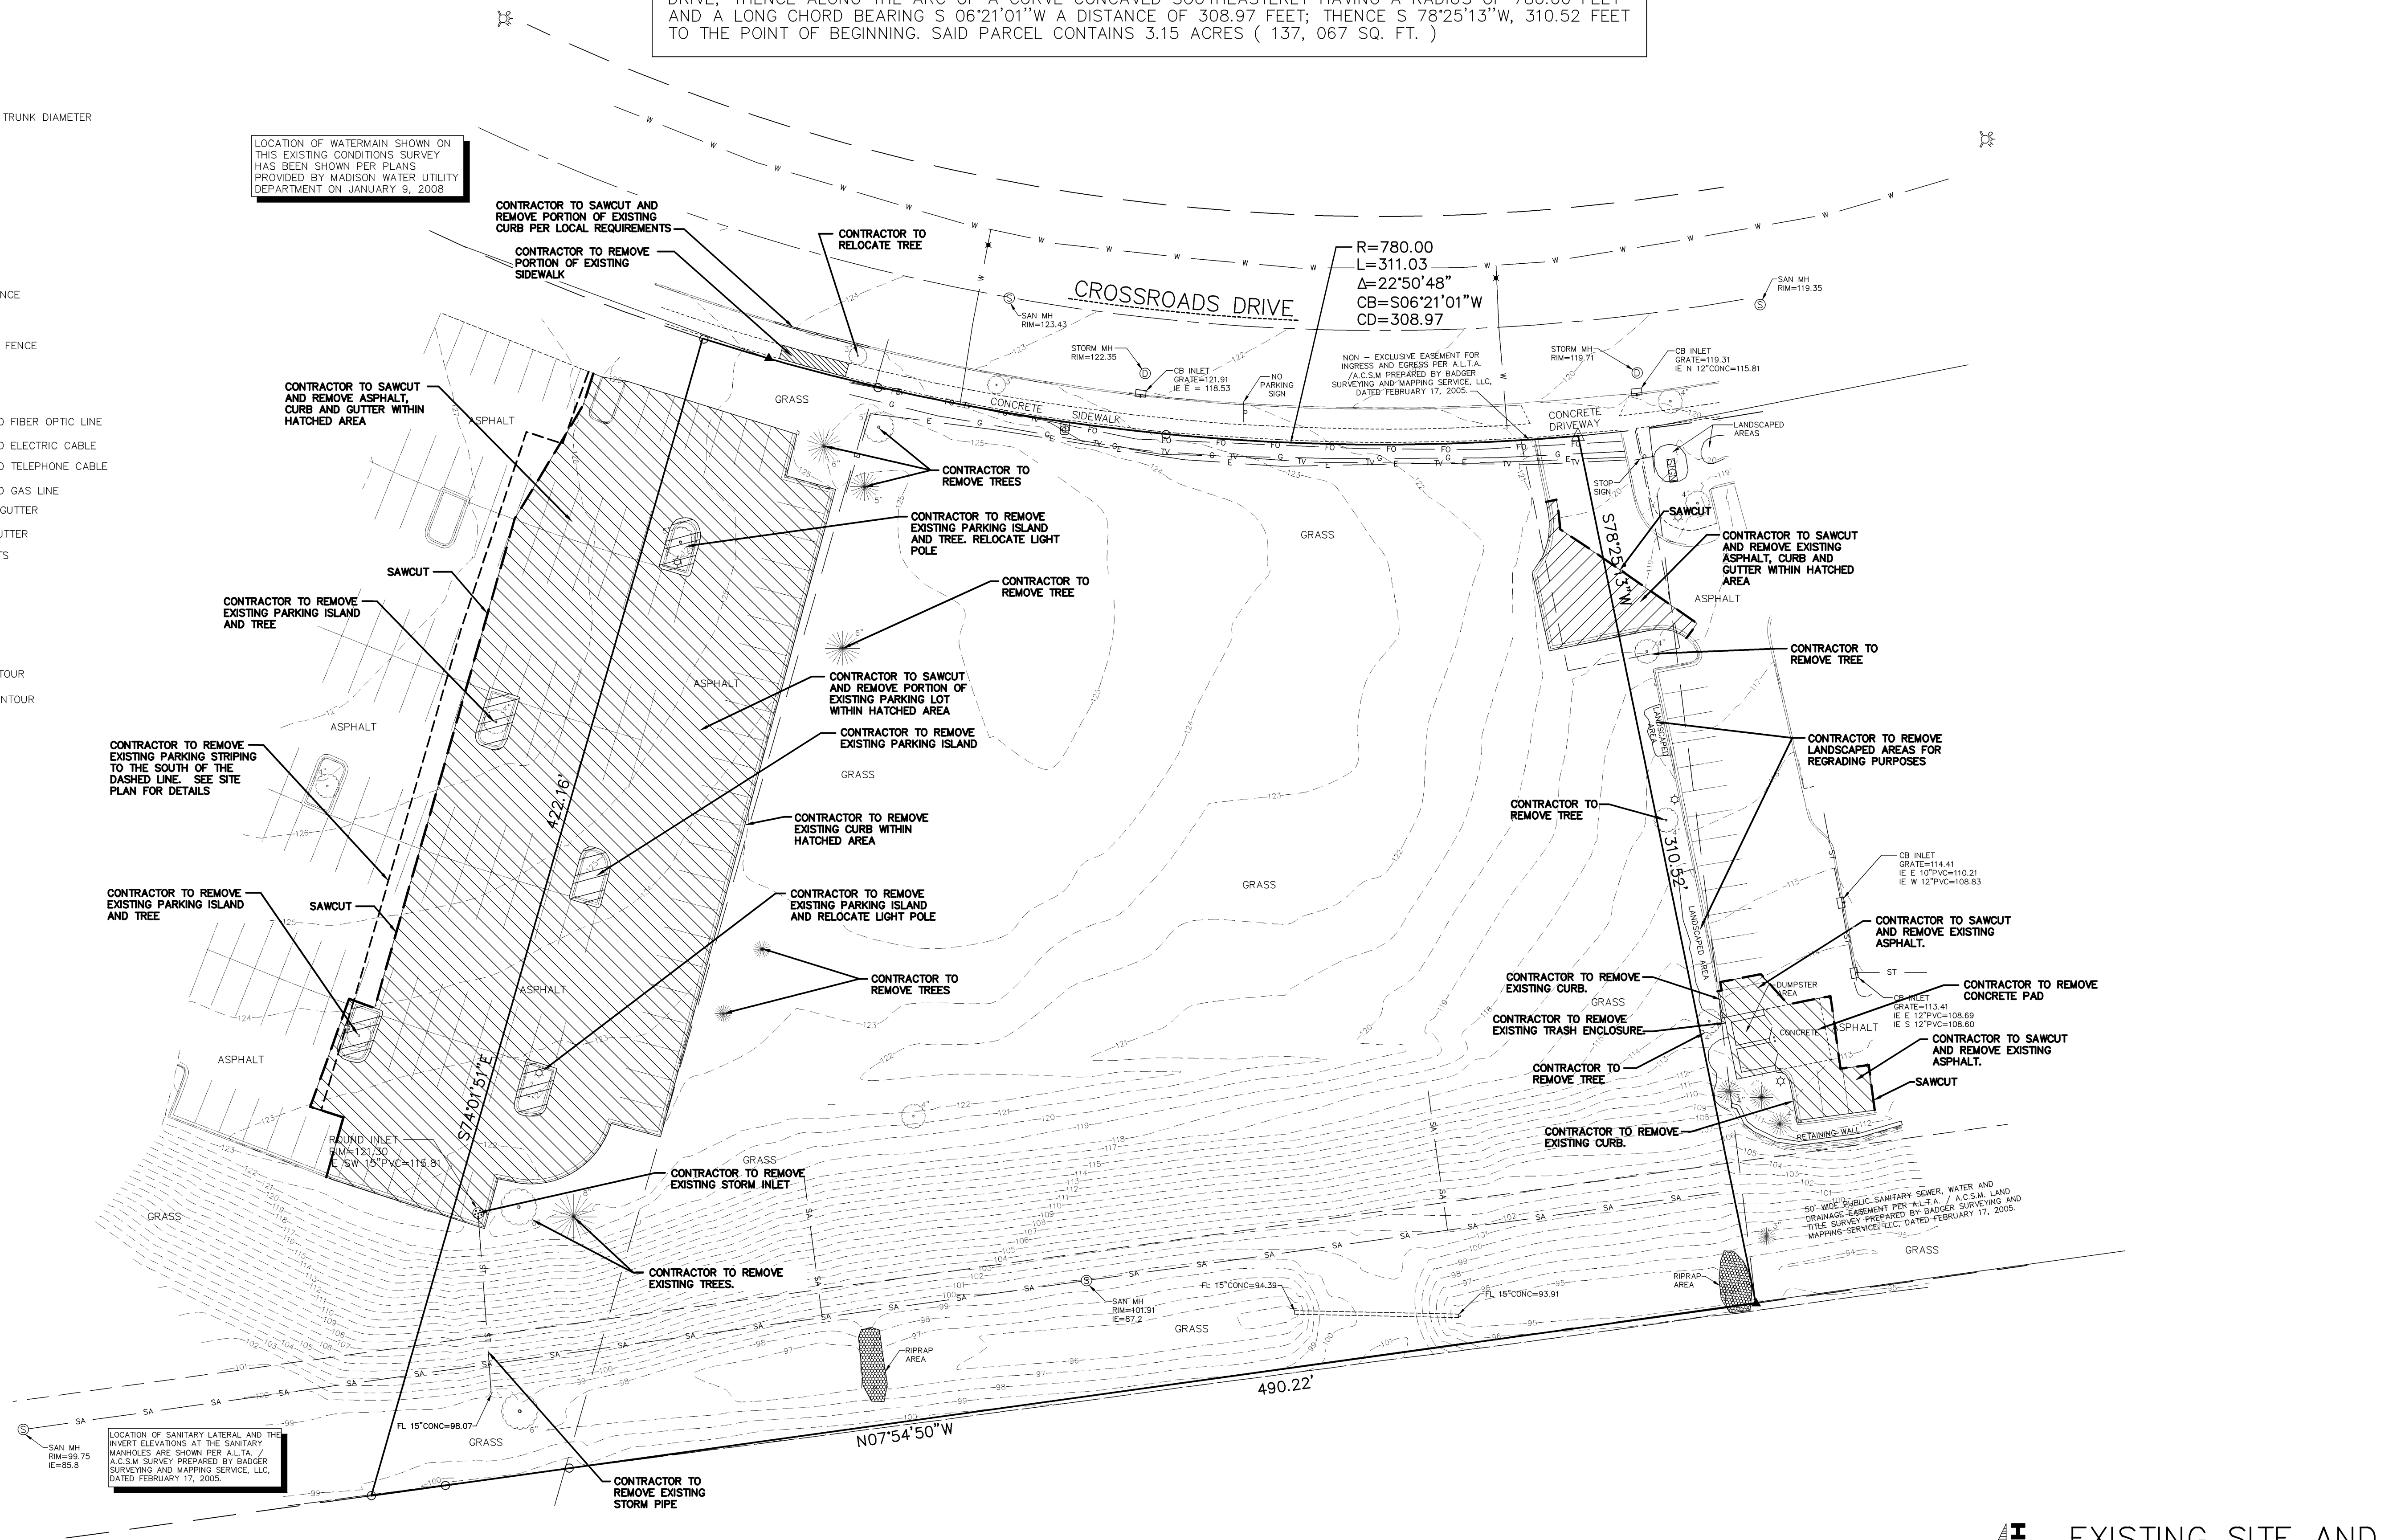 DRIVE; THENCE ALONG THE ARC OF A CURVE CONCAVED SOUTHEASTERLY HAVING A RADIUS OF 780.00 FEET
AND A LONG CHORD BEARING S 06°21'01''W A DISTANCE OF 308.97 FEET; THENCE S 78°25'13''W, 310.52 FEET
TO THE POINT OF BEGINNING. SAID PARCEL CONTAINS 3.15 ACRES ( 137, 067 SQ. FT. )
TRUNK DIAMETER
NCE
FENCE
D FIBER OPTIC LINE
D ELECTRIC CABLE
D TELEPHONE CABLE
D GAS LINE
GUTTER
UTTER
TS
TOUR
NTOUR
LOCATION OF WATERMAIN SHOWN ON
THIS EXISTING CONDITIONS SURVEY
HAS BEEN SHOWN PER PLANS
PROVIDED BY MADISON WATER UTILITY
DEPARTMENT ON JANUARY 9, 2008
CONTRACTOR TO SAWCUT AND
REMOVE PORTION OF EXISTING
CURB PER LOCAL REQUIREMENTS
CONTRACTOR TO REMOVE
PORTION OF EXISTING
SIDEWALK
CONTRACTOR TO
RELOCATE TREE
R=780.00
L=311.03
Δ=22°50'48"
CB=S06°21'01"W
CD=308.97
CROSSROADS DRIVE
SAN MH
RIM=123.43
SAN MH
RIM=119.35
STORM MH
RIM=122.35
CB INLET
GRATE=121.91
IE E = 118.53
NO
PARKING
SIGN
NON – EXCLUSIVE EASEMENT FOR
INGRESS AND EGRESS PER A.L.T.A.
/A.C.S.M PREPARED BY BADGER
SURVEYING AND MAPPING SERVICE, LLC,
DATED FEBRUARY 17, 2005.
STORM MH
RIM=119.71
CB INLET
GRATE=119.31
IE N 12"CONC=115.81
CONCRETE SIDEWALK
CONCRETE
DRIVEWAY
LANDSCAPED
AREAS
SIGN
STOP
SIGN
SAWCUT
CONTRACTOR TO SAWCUT
AND REMOVE EXISTING
ASPHALT, CURB AND
GUTTER WITHIN HATCHED
AREA
ASPHALT
CONTRACTOR TO SAWCUT
AND REMOVE ASPHALT,
CURB AND GUTTER WITHIN
HATCHED AREA
ASPHALT
GRASS
CONTRACTOR TO
REMOVE TREES
CONTRACTOR TO REMOVE
EXISTING PARKING ISLAND
AND TREE. RELOCATE LIGHT
POLE
GRASS
SAWCUT
CONTRACTOR TO
REMOVE TREE
CONTRACTOR TO REMOVE
EXISTING PARKING ISLAND
AND TREE
S78°25'13"W
CONTRACTOR TO
REMOVE TREE
ASPHALT
CONTRACTOR TO SAWCUT
AND REMOVE PORTION OF
EXISTING PARKING LOT
WITHIN HATCHED AREA
ASPHALT
LANDSCAPED
AREA
CONTRACTOR TO REMOVE
EXISTING PARKING ISLAND
CONTRACTOR TO REMOVE
LANDSCAPED AREAS FOR
REGRADING PURPOSES
CONTRACTOR TO REMOVE
EXISTING PARKING STRIPING
TO THE SOUTH OF THE
DASHED LINE. SEE SITE
PLAN FOR DETAILS
422.16'
GRASS
CONTRACTOR TO
REMOVE TREE
CONTRACTOR TO REMOVE
EXISTING CURB WITHIN
HATCHED AREA
310.52'
CB INLET
GRATE=114.41
IE E 10"PVC=110.21
IE W 12"PVC=108.83
GRASS
CONTRACTOR TO REMOVE
EXISTING PARKING ISLAND
AND TREE
SAWCUT
CONTRACTOR TO REMOVE
EXISTING PARKING ISLAND
AND RELOCATE LIGHT POLE
LANDSCAPED AREA
CONTRACTOR TO SAWCUT
AND REMOVE EXISTING
ASPHALT.
CONTRACTOR TO
REMOVE TREES
CONTRACTOR TO REMOVE
EXISTING CURB.
GRASS
DUMPSTER
AREA
ST
CONTRACTOR TO REMOVE
CONCRETE PAD
ASPHALT
CB INLET
GRATE=113.41
IE E 12"PVC=108.69
IE S 12"PVC=108.60
CONTRACTOR TO REMOVE
EXISTING TRASH ENCLOSURE
CONCRETE
ASPHALT
CONTRACTOR TO SAWCUT
AND REMOVE EXISTING
ASPHALT.
ASPHALT
CONTRACTOR TO
REMOVE TREE
SAWCUT
S74°01'51"E
CONTRACTOR TO REMOVE
EXISTING CURB.
RETAINING WALL
ROUND INLET
RIM=121.30
IE SW 15"PVC=115.81
GRASS
CONTRACTOR TO REMOVE
EXISTING STORM INLET
GRASS
50' WIDE PUBLIC SANITARY SEWER, WATER AND
DRAINAGE EASEMENT PER A.L.T.A. / A.C.S.M. LAND
TITLE SURVEY PREPARED BY BADGER SURVEYING AND
MAPPING SERVICE, LLC, DATED FEBRUARY 17, 2005.
GRASS
CONTRACTOR TO REMOVE
EXISTING TREES.
RIPRAP
AREA
FL 15"CONC=94.39
FL 15"CONC=93.91
SAN MH
RIM=101.91
IE=87.2
GRASS
RIPRAP
AREA
490.22'
N07°54'50"W
FL 15"CONC=98.07
GRASS
SAN MH
RIM=99.75
IE=85.8
LOCATION OF SANITARY LATERAL AND THE
INVERT ELEVATIONS AT THE SANITARY
MANHOLES ARE SHOWN PER A.L.TA. /
A.C.S.M SURVEY PREPARED BY BADGER
SURVEYING AND MAPPING SERVICE, LLC,
DATED FEBRUARY 17, 2005.
CONTRACTOR TO
REMOVE EXISTING
STORM PIPE
EXISTING SITE AND